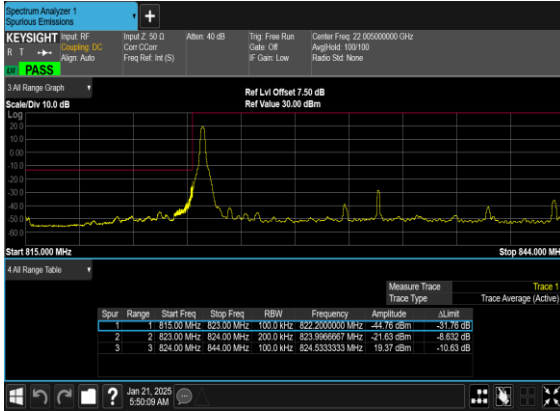 Spectrum Analyzer 1
Spurious Emissions
+
KEYSIGHT Input: RF Input Z: 50 Ω Atten: 40 dB Trig: Free Run Center Freq: 22.005000000 GHz
R T Coupling: DC Corr CCorr Gate: Off Avg|Hold: 100/100
Align: Auto Freq Ref: Int (S) IF Gain: Low Radio Std: None
PASS
3 All Range Graph Ref Lvl Offset 7.50 dB
Scale/Div 10.0 dB Ref Value 30.00 dBm
Log
20.0
10.0
0.00
-10.0
-20.0
-30.0
-40.0
-50.0
-60.0
Start 815.000 MHz Stop 844.000 MH
4 All Range Table
Measure Trace Trace 1
Trace Type Trace Average (Active)
Spur Range Start Freq Stop Freq RBW Frequency Amplitude ΔLimit
1 1 815.00 MHz 823.00 MHz 100.0 kHz 822.2000000 MHz -44.76 dBm -31.76 dB
2 2 823.00 MHz 824.00 MHz 100.0 kHz 823.9966667 MHz -21.63 dBm -8.632 dB
3 3 824.00 MHz 844.00 MHz 100.0 kHz 824.5333333 MHz 19.37 dBm -10.63 dB
?
Jan 21, 2025
5:50:09 AM